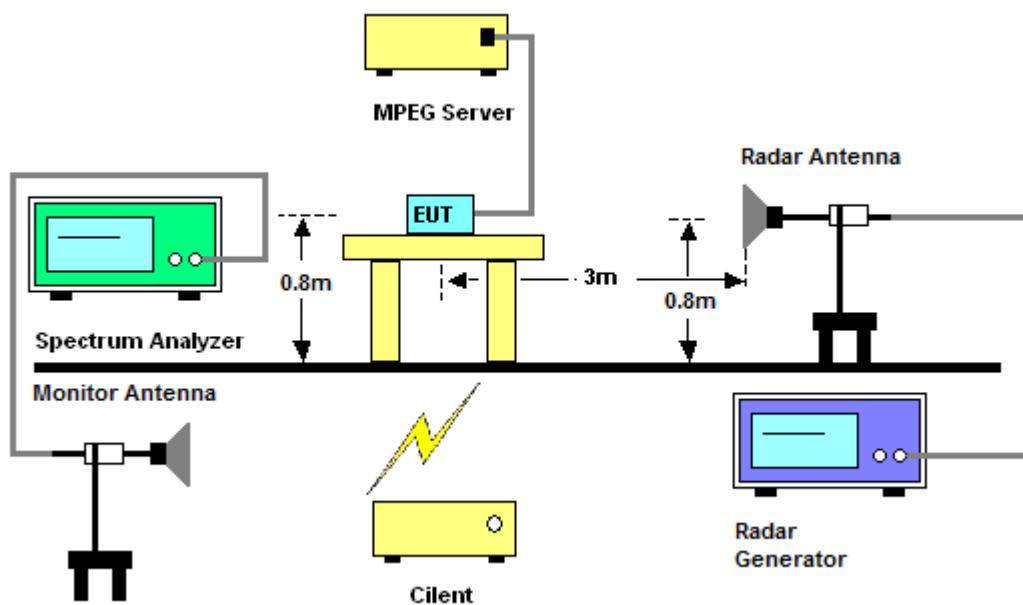 MPEG Server
Radar Antenna
EUT
0.8m
3m
0.8m
Spectrum Analyzer
Monitor Antenna
Radar
Generator
Cilent